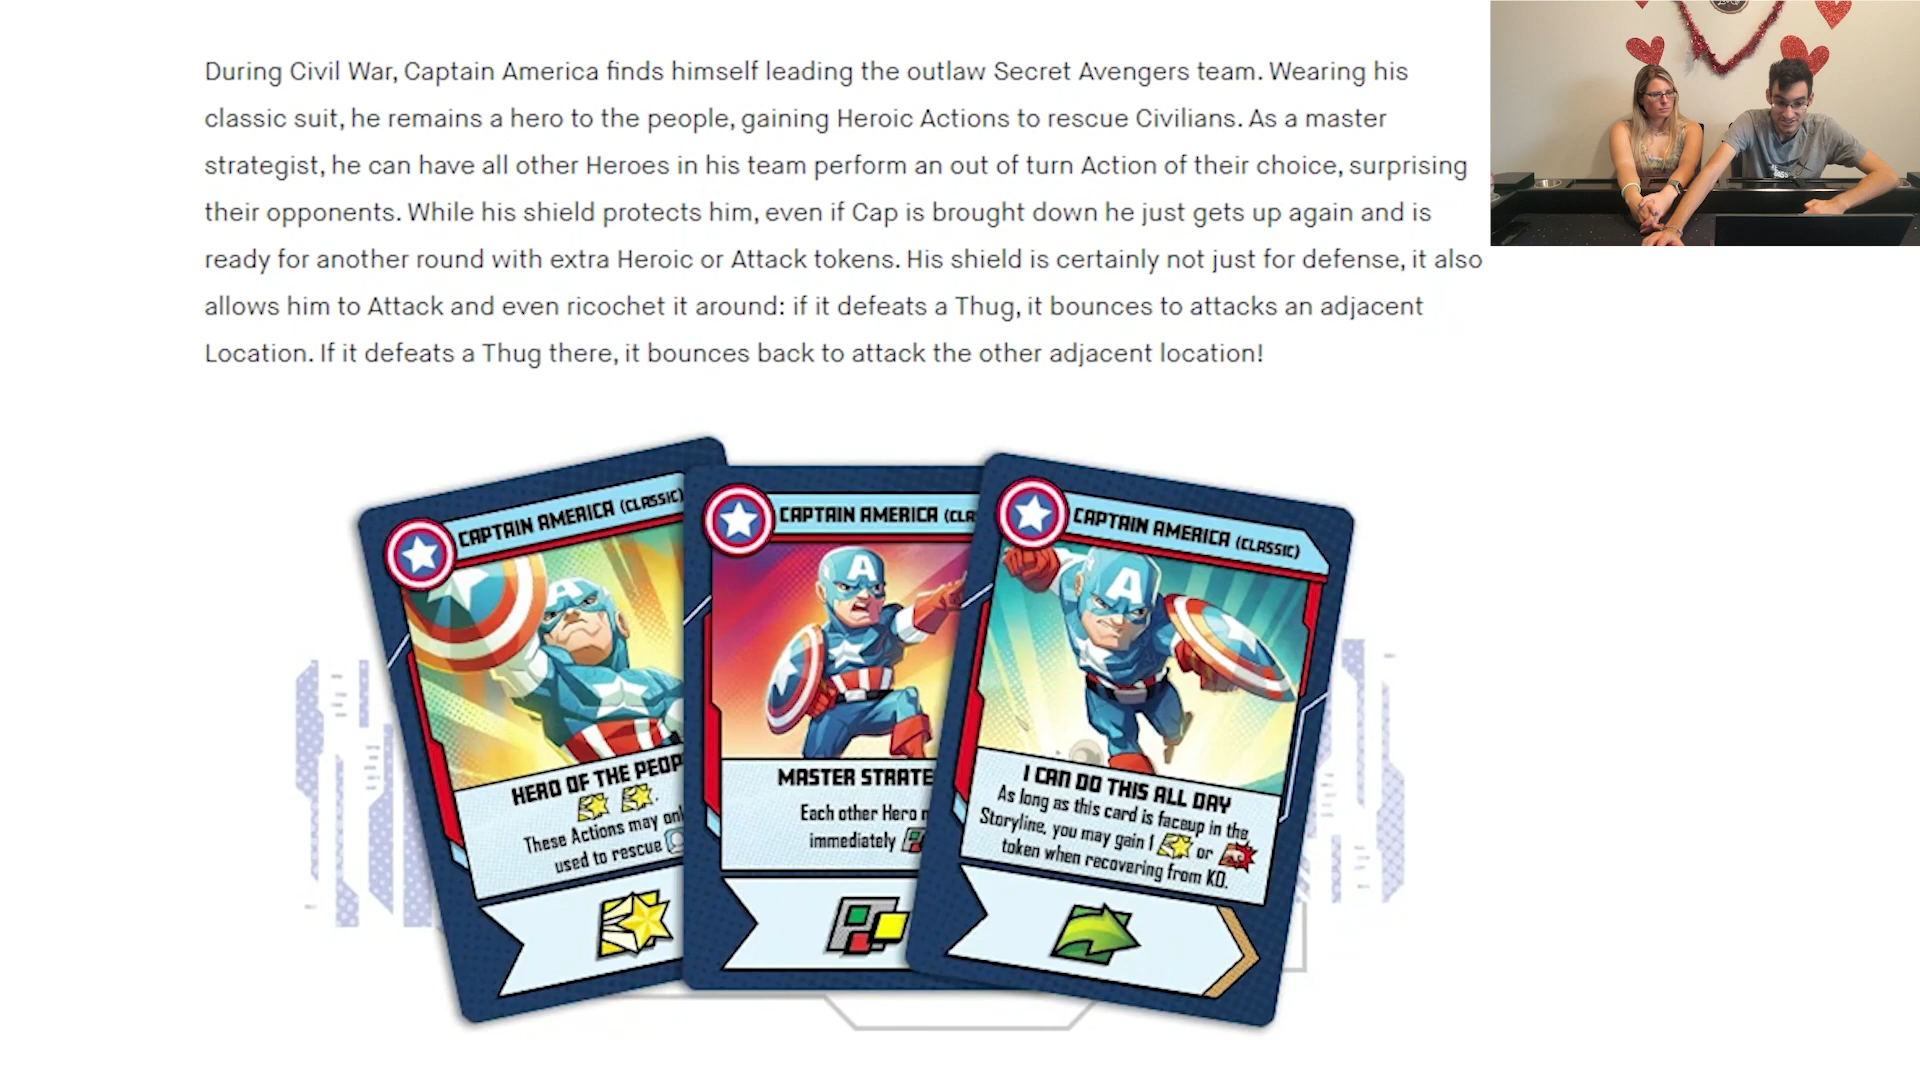 During Civil War, Captain America finds himself leading the outlaw Secret Avengers team. Wearing his
classic suit, he remains a hero to the people, gaining Heroic Actions to rescue Civilians. As a master
strategist, he can have all other Heroes in his team perform an out of turn Action of their choice, surprising
their opponents. While his shield protects him, even if Cap is brought down he just gets up again and is
ready for another round with extra Heroic or Attack tokens. His shield is certainly not just for defense, it also
allows him to Attack and even ricochet it around: if it defeats a Thug, it bounces to attacks an adjacent
Location. If it defeats a Thug there, it bounces back to attack the other adjacent location!
CAPTAIN AMERICA (CLASSIC)
HERO OF THE PEOP
These Actions may onl
used to rescue
CAPTAIN AMERICA (CLA
MASTER STRATE
Each other Hero
immediately
CAPTAIN AMERICA (CLASSIC)
I CAN DO THIS ALL DAY
As long as this card is faceup in the
Storyline, you may gain 1 or
token when recovering from KO.